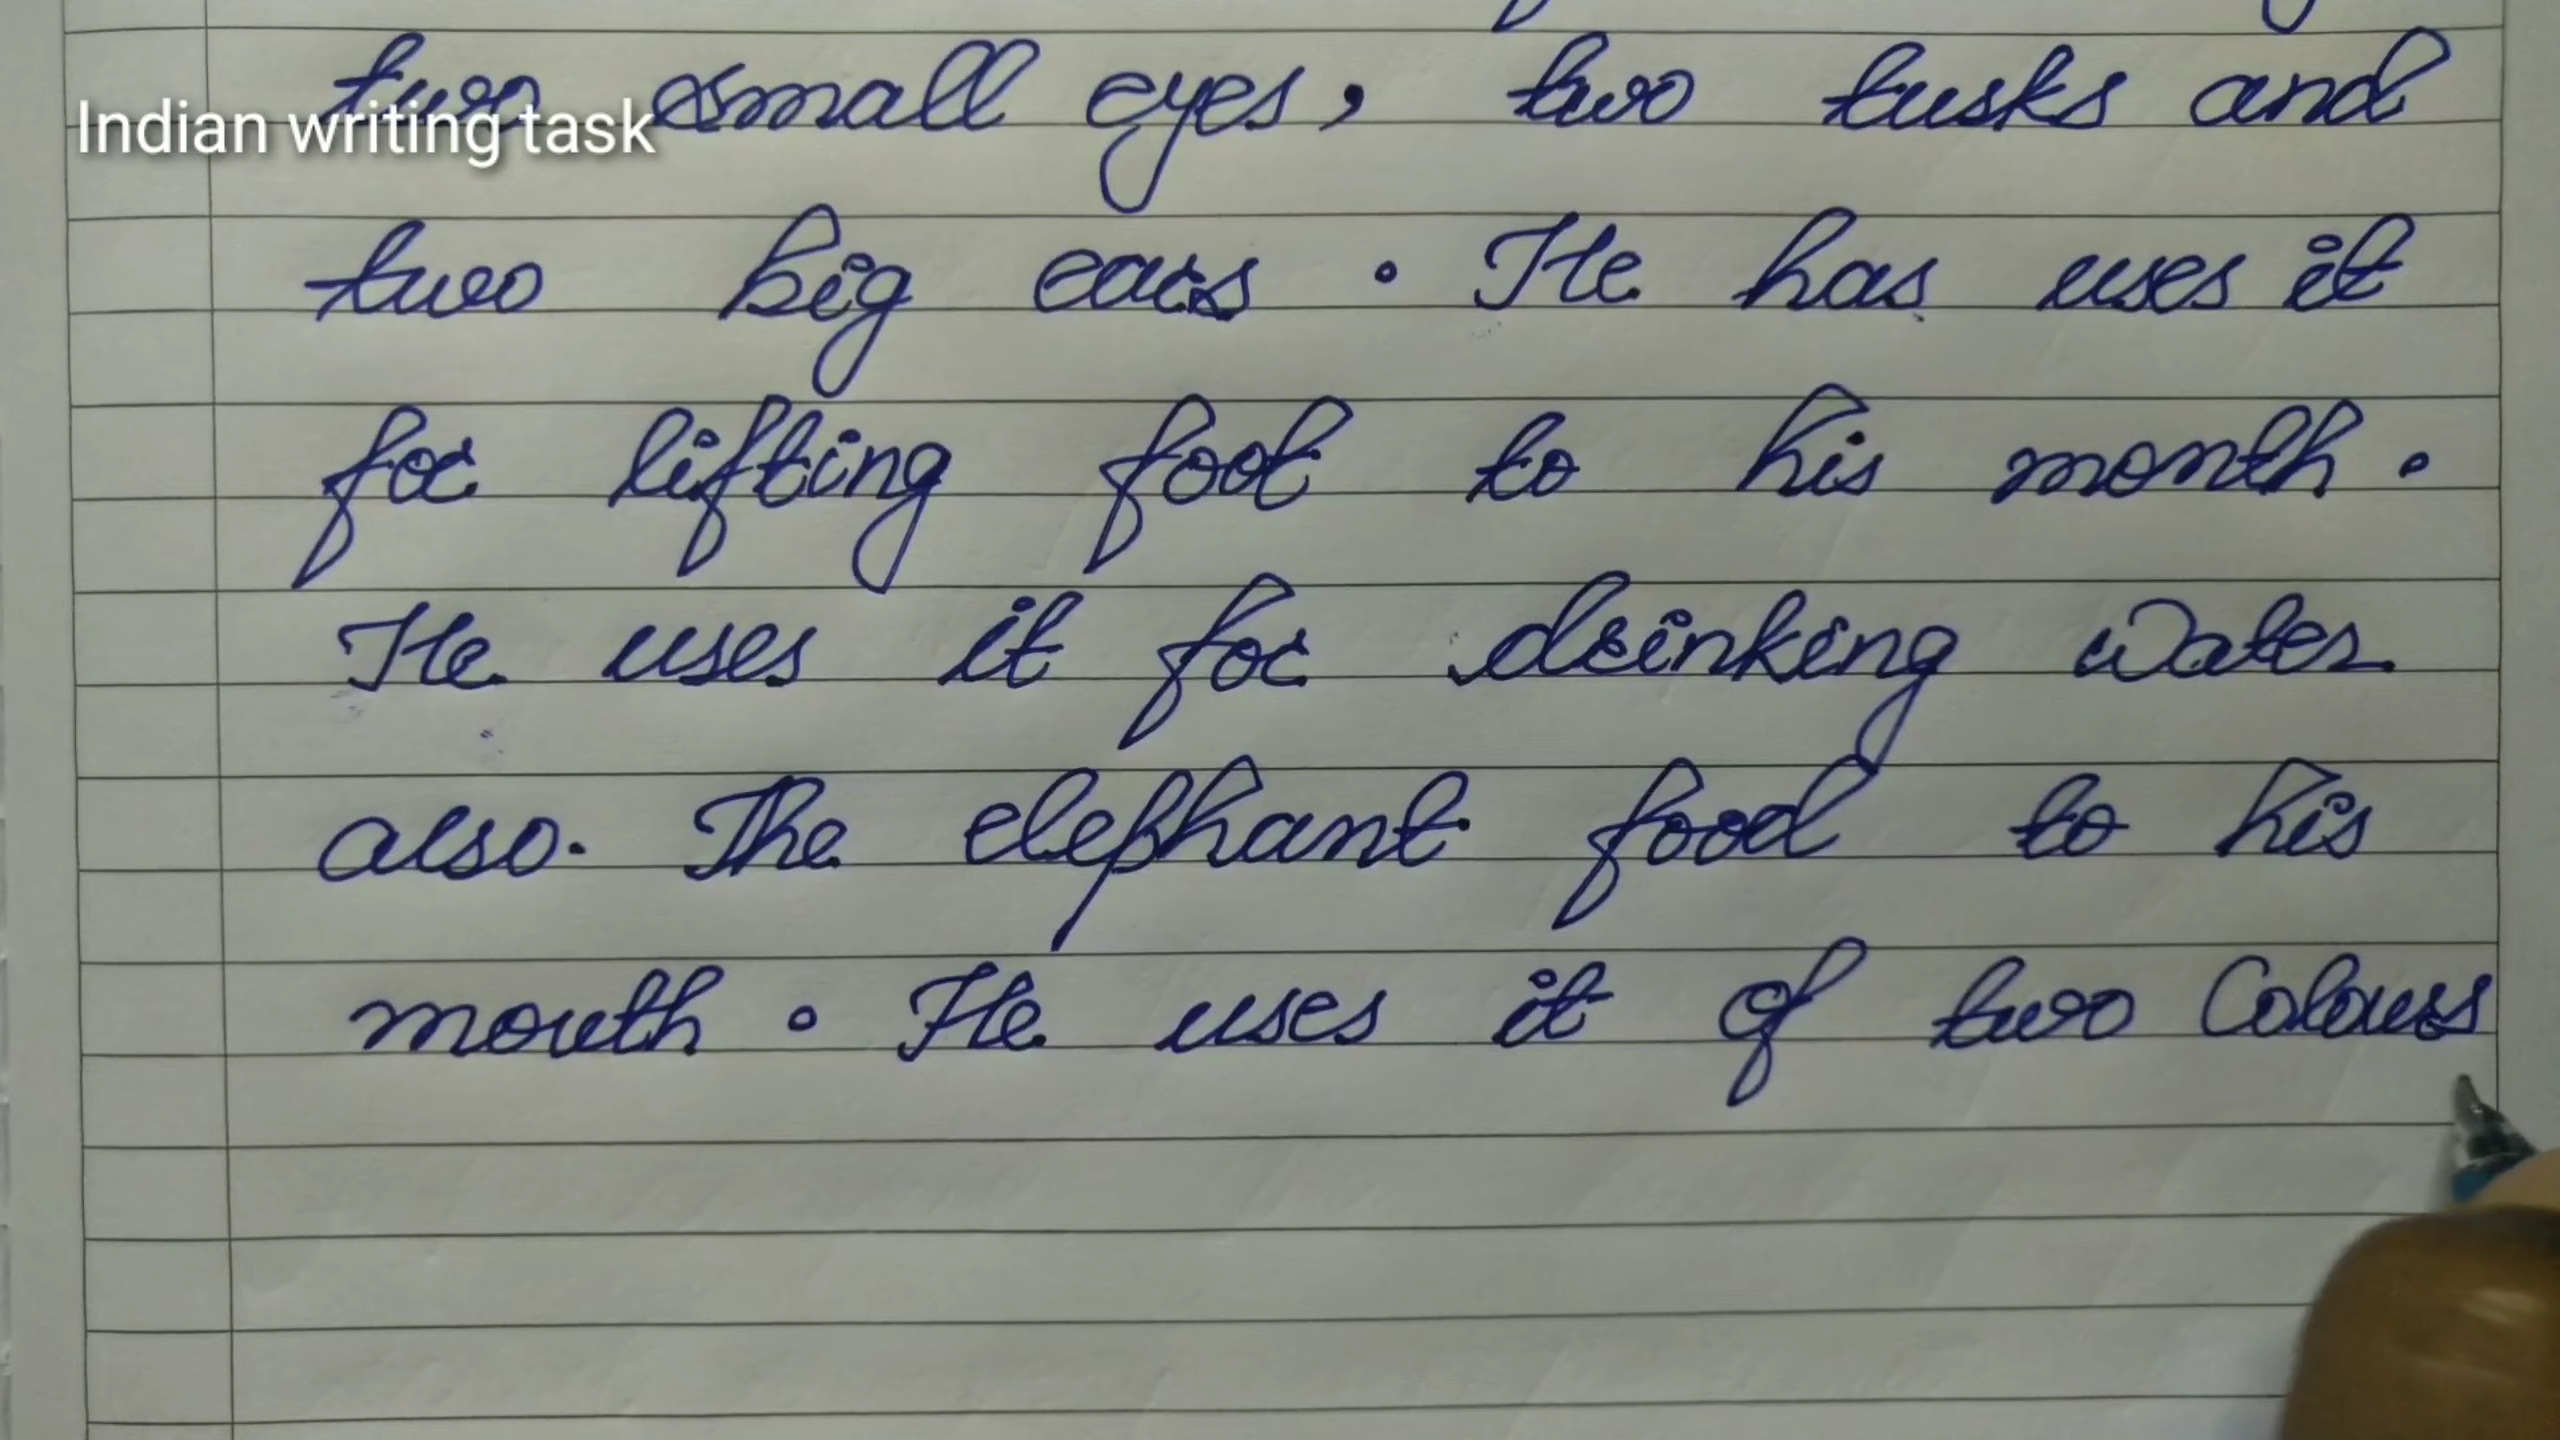 two small eyes, two tusks and
Indian writing task
two big ears. He has uses it
for lifting foot to his month.
He uses it for drinking Water
also. The elephant food to his
mouth. He uses it of two Colours